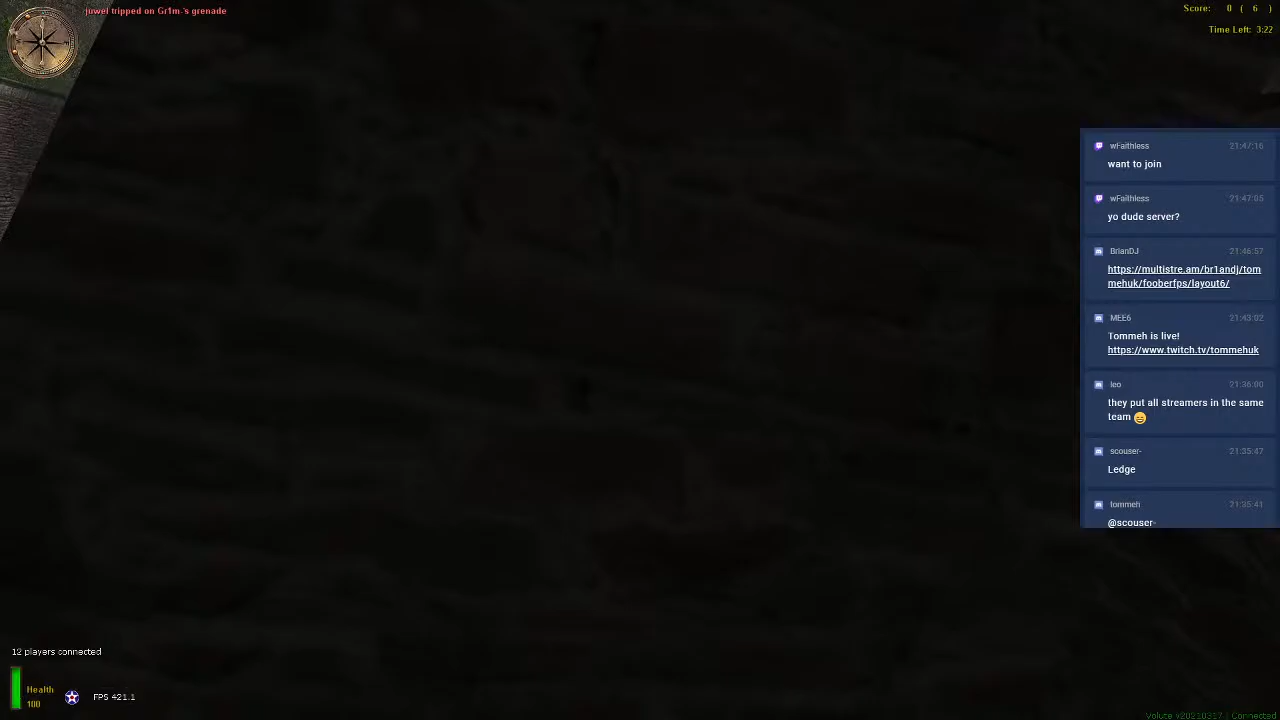 juwel tripped on Gr1m-'s grenade
Score: 0 ( 6 )
Time Left: 3:22
wFaithless 21:47:16
want to join
wFaithless 21:47:05
yo dude server?
BrianDJ 21:46:57
https://multistre.am/br1andj/tom
mehuk/fooberfps/layout6/
MEE6 21:43:02
Tommeh is live!
https://www.twitch.tv/tommehuk
leo 21:36:00
they put all streamers in the same
team 😄
scouser- 21:35:47
Ledge
tommeh 21:35:41
@scouser-
12 players connected
Health
100
FPS 421.1
Volute v20210317 | Connected